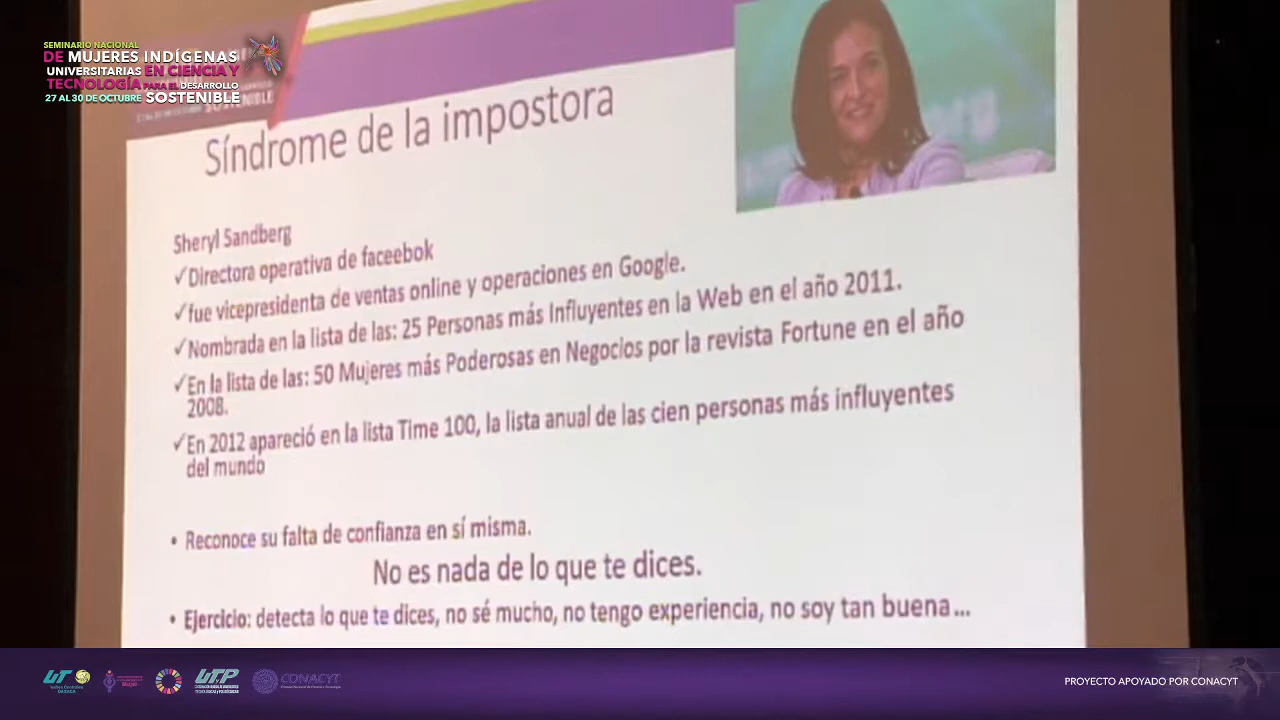 SEMINARIO NACIONAL
DE MUJERES INDÍGENAS
UNIVERSITARIAS EN CIENCIA Y
TECNOLOGÍA PARA EL DESARROLLO
27 AL 30 DE OCTUBRE SOSTENIBLE
Síndrome de la impostora
Sheryl Sandberg
✓Directora operativa de faceebok
✓fue vicepresidenta de ventas online y operaciones en Google.
✓Nombrada en la lista de las: 25 Personas más Influyentes en la Web en el año 2011.
✓En la lista de las: 50 Mujeres más Poderosas en Negocios por la revista Fortune en el año
2008.
✓En 2012 apareció en la lista Time 100, la lista anual de las cien personas más influyentes
del mundo
• Reconoce su falta de confianza en sí misma.
No es nada de lo que te dices.
• Ejercicio: detecta lo que te dices, no sé mucho, no tengo experiencia, no soy tan buena...
UT
UTP
CONACYT
PROYECTO APOYADO POR CONACYT